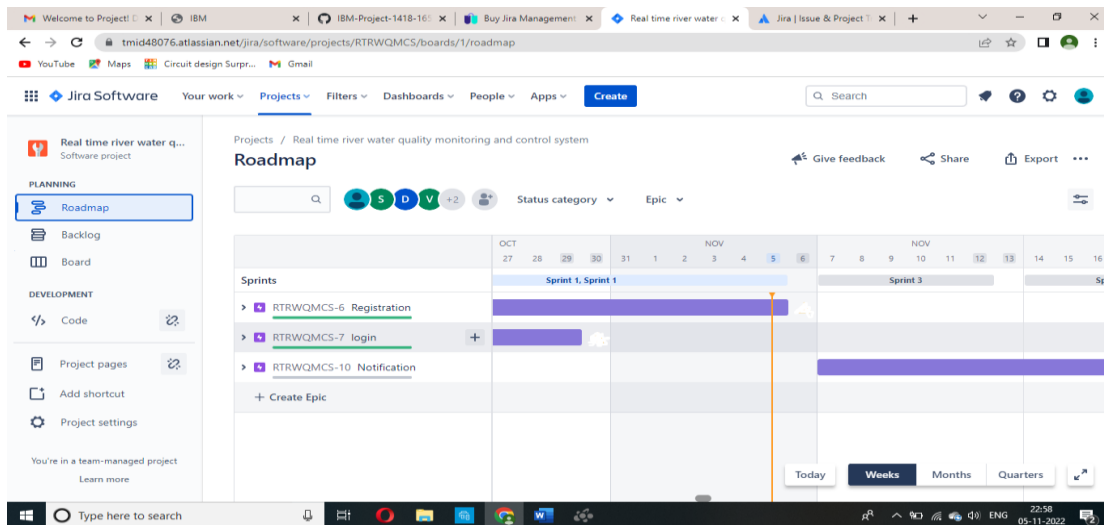 Welcome to Project! D
IBM
IBM-Project-1418-165
Buy Jira Management
Real time river water
Jira | Issue & Project T
tmid48076.atlassian.net/jira/software/projects/RTRWQMCS/boards/1/roadmap
YouTube Maps Circuit design Surpr... Gmail
Jira Software Your work Projects Filters Dashboards People Apps Create Search
Real time river water q...
Software project
PLANNING
Roadmap
Backlog
Board
DEVELOPMENT
Code
Project pages
Add shortcut
Project settings
You're in a team-managed project
Learn more
Projects / Real time river water quality monitoring and control system
Roadmap
Give feedback Share Export
S D V +2 Status category Epic
OCT NOV NOV
27 28 29 30 31 1 2 3 4 5 6 7 8 9 10 11 12 13 14 15 16
Sprints Sprint 1, Sprint 1 Sprint 3 Sp
RTRWQMCS-6 Registration
RTRWQMCS-7 login
RTRWQMCS-10 Notification
+ Create Epic
Today Weeks Months Quarters
Type here to search
ENG
22:58
05-11-2022
2